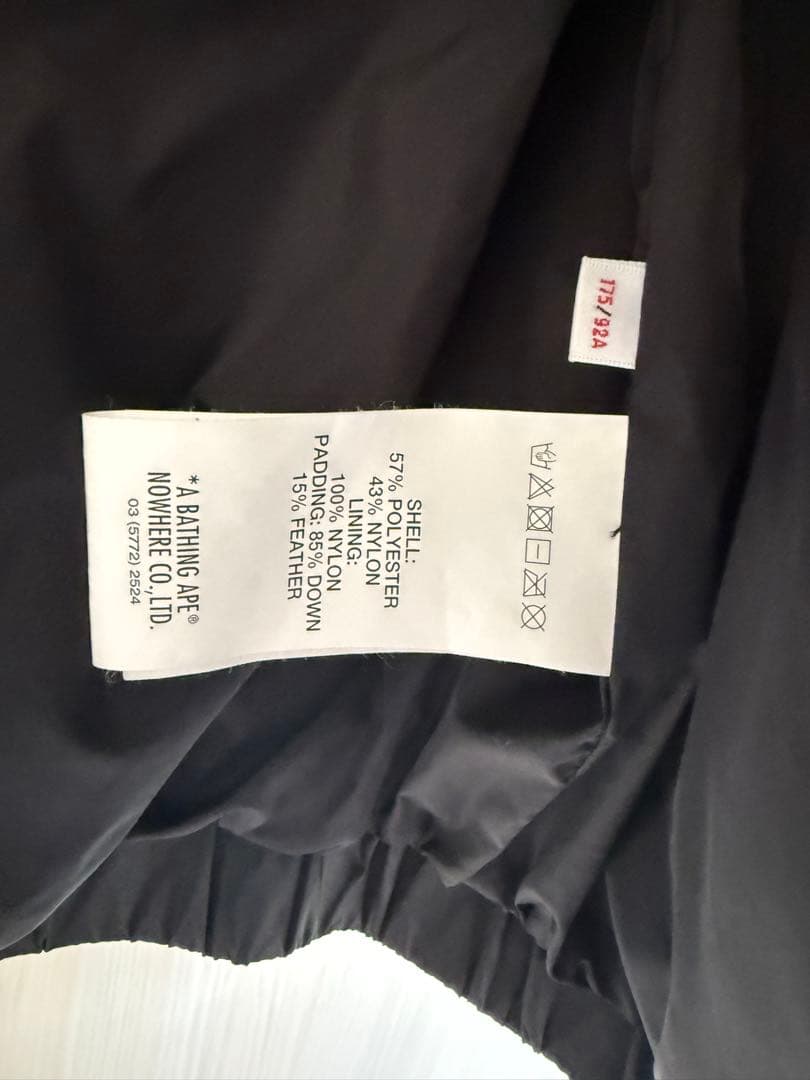 175/92A
SHELL:
57% POLYESTER
43% NYLON
LINING:
100% NYLON
PADDING: 85% DOWN
15% FEATHER
*A BATHING APE®
NOWHERE CO., LTD.
03 (5772) 2524